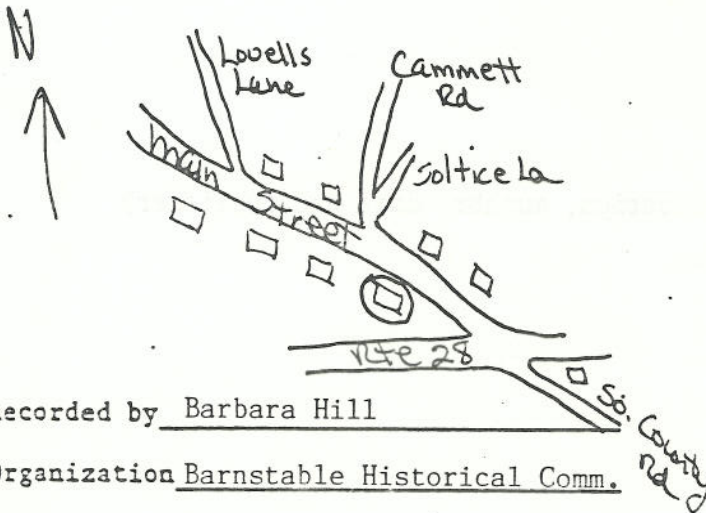 N
Lovells
Lane
Cammett
Rd
Soltice La
Main
Street
Rte 28
So. County
Rd
Recorded by Barbara Hill
Organization Barnstable Historical Comm.